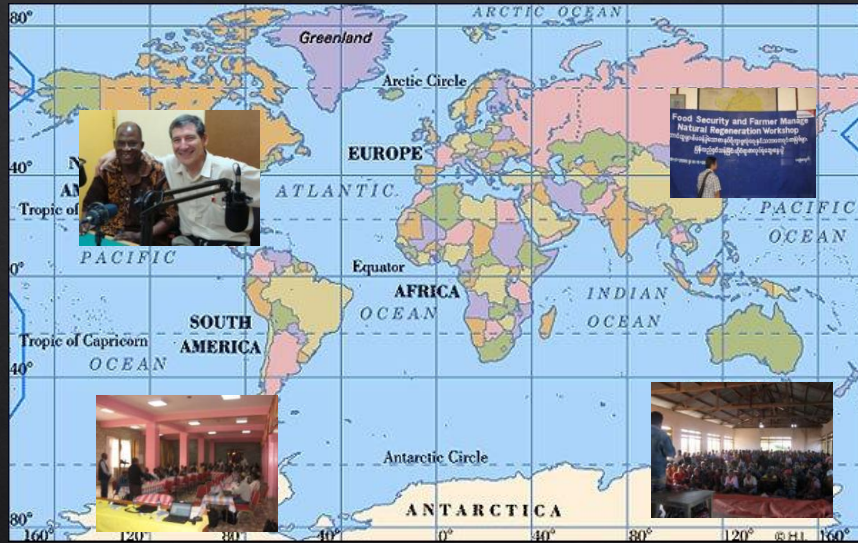 80°
ARCTIC OCEAN
Greenland
Arctic Circle
Food Security and Farmer Manage
Natural Regeneration Workshop
EUROPE
N
40°
A
ATLANTIC
Tropic of
PACIFIC
OCEAN
PACIFIC
0°
Equator
AFRICA
INDIAN
OCEAN
OCEAN
SOUTH
AMERICA
Tropic of Capricorn
OCEAN
40°
Antarctic Circle
ANTARCTICA
80°
160°
120°
80°
40°
0°
40°
80°
120°
160°
© H.I.